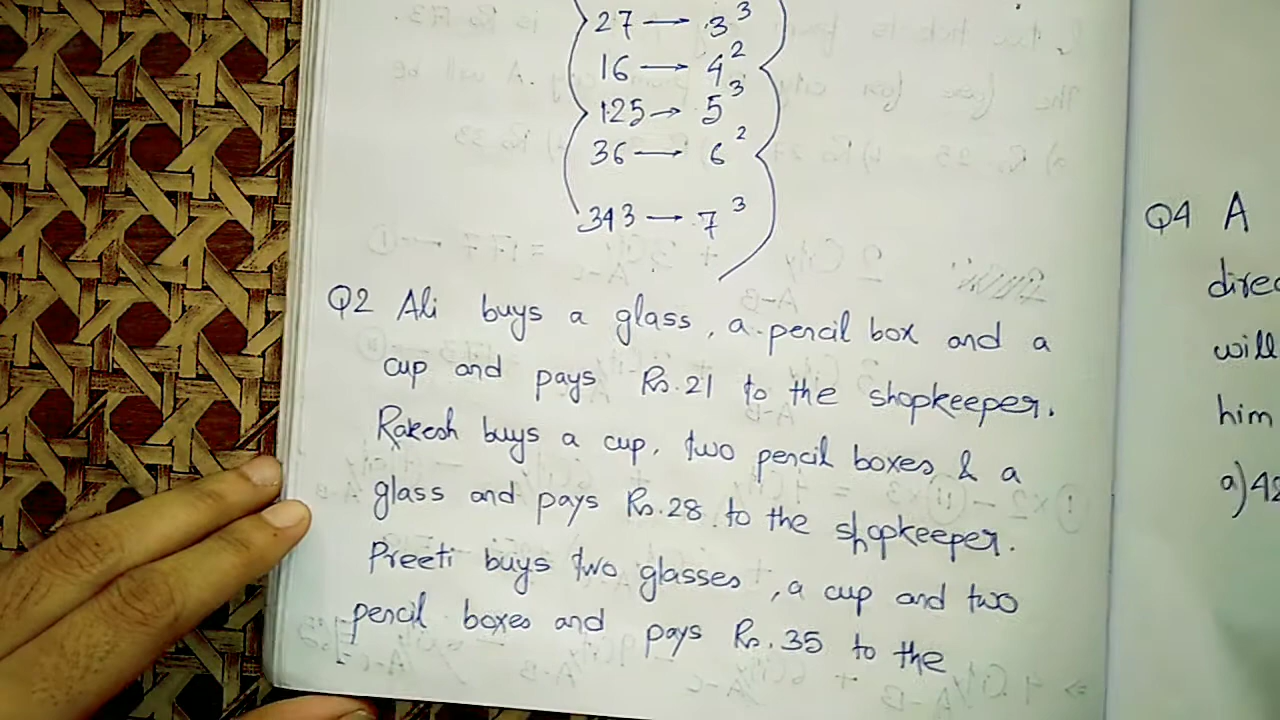 27 → 3³
16 → 4²
125 → 5³
36 → 6²
343 → 7³
Q2 Ali buys a glass, a pencil box and a
cup and pays Rs.21 to the shopkeeper.
Rakesh buys a cup, two pencil boxes & a
glass and pays Rs.28 to the shopkeeper.
Preeti buys two glasses, a cup and two
pencil boxes and pays Rs.35 to the
Q4 A
will
him